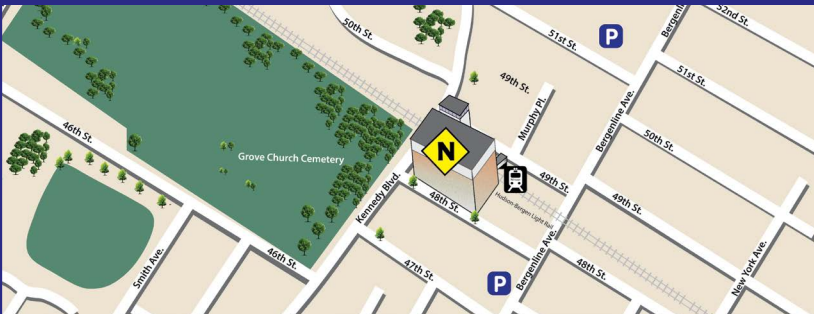 50th St.
51st St.
P
Bergenline Ave.
52nd St.
49th St.
51st St.
46th St.
Murphy Pl.
Bergenline Ave.
50th St.
Grove Church Cemetery
N
Kennedy Blvd.
48th St.
49th St.
49th St.
Hudson-Bergen Light Rail
Smith Ave.
46th St.
47th St.
P
Bergenline Ave.
48th St.
New York Ave.